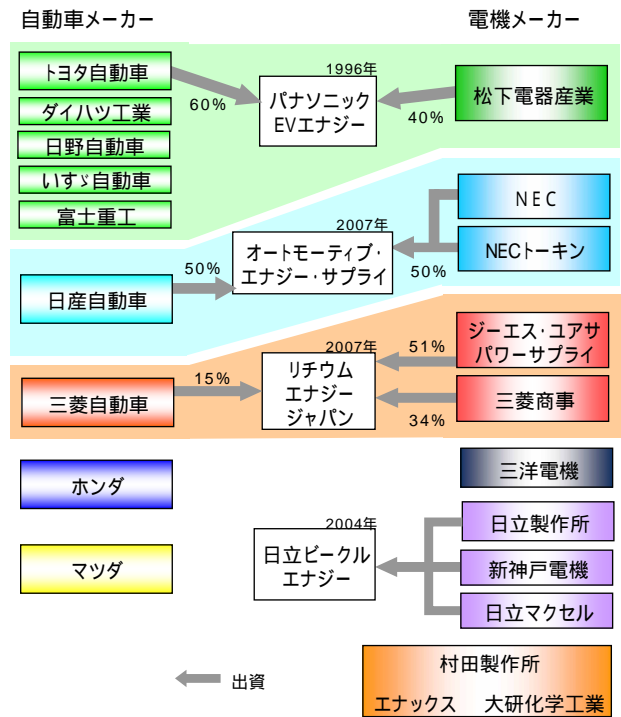 自動車メーカー
電機メーカー
トヨタ自動車
60%
1996年
パナソニック
EVエナジー
40%
松下電器産業
ダイハツ工業
日野自動車
いすゞ自動車
富士重工
NEC
NECトーキン
2007年
オートモーティブ・
エナジー・サプライ
50%
50%
日産自動車
ジーエス・ユアサ
パワーサプライ
51%
2007年
リチウム
エナジー
ジャパン
15%
三菱自動車
三菱商事
34%
ホンダ
三洋電機
マツダ
2004年
日立ビークル
エナジー
日立製作所
新神戸電機
日立マクセル
出資
村田製作所
エナックス 大研化学工業